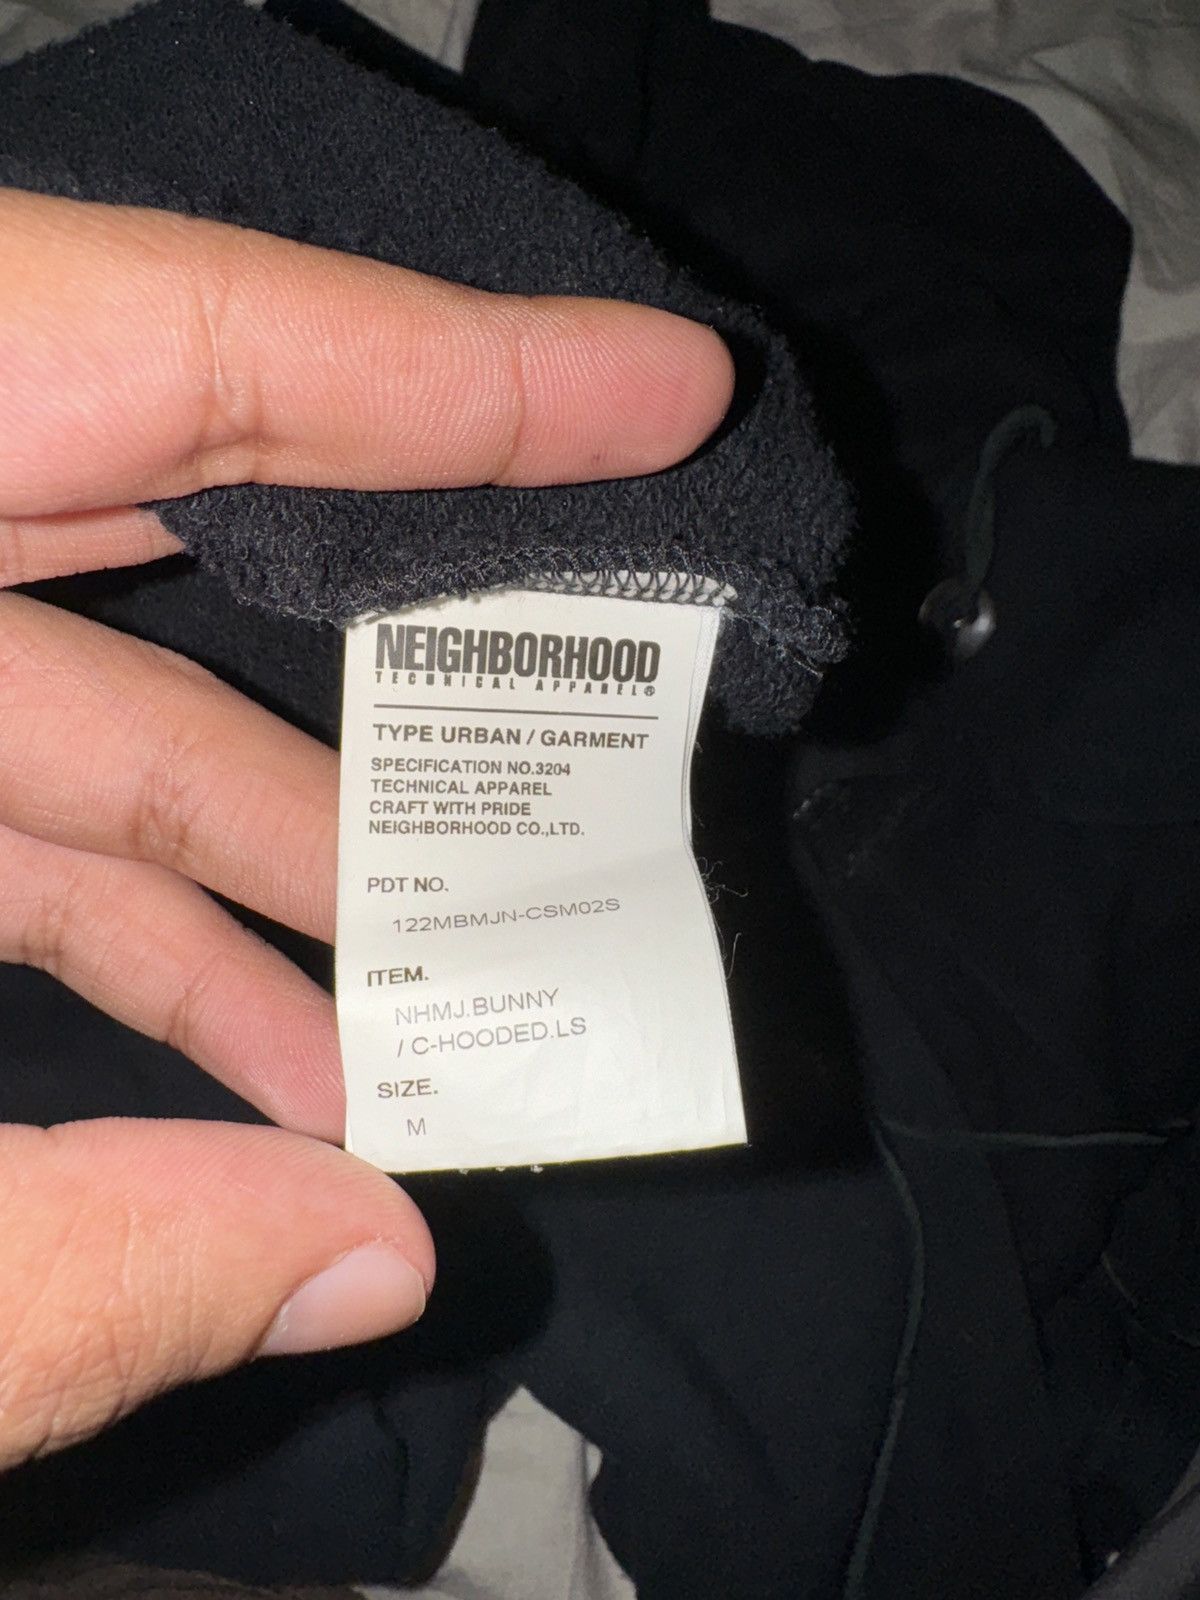 NEIGHBORHOOD
TECHNICAL APPAREL®
TYPE URBAN / GARMENT
SPECIFICATION NO.3204
TECHNICAL APPAREL
CRAFT WITH PRIDE
NEIGHBORHOOD CO.,LTD.
PDT NO.
122MBMJN-CSM02S
ITEM.
NHMJ.BUNNY
/ C-HOODED.LS
SIZE.
M